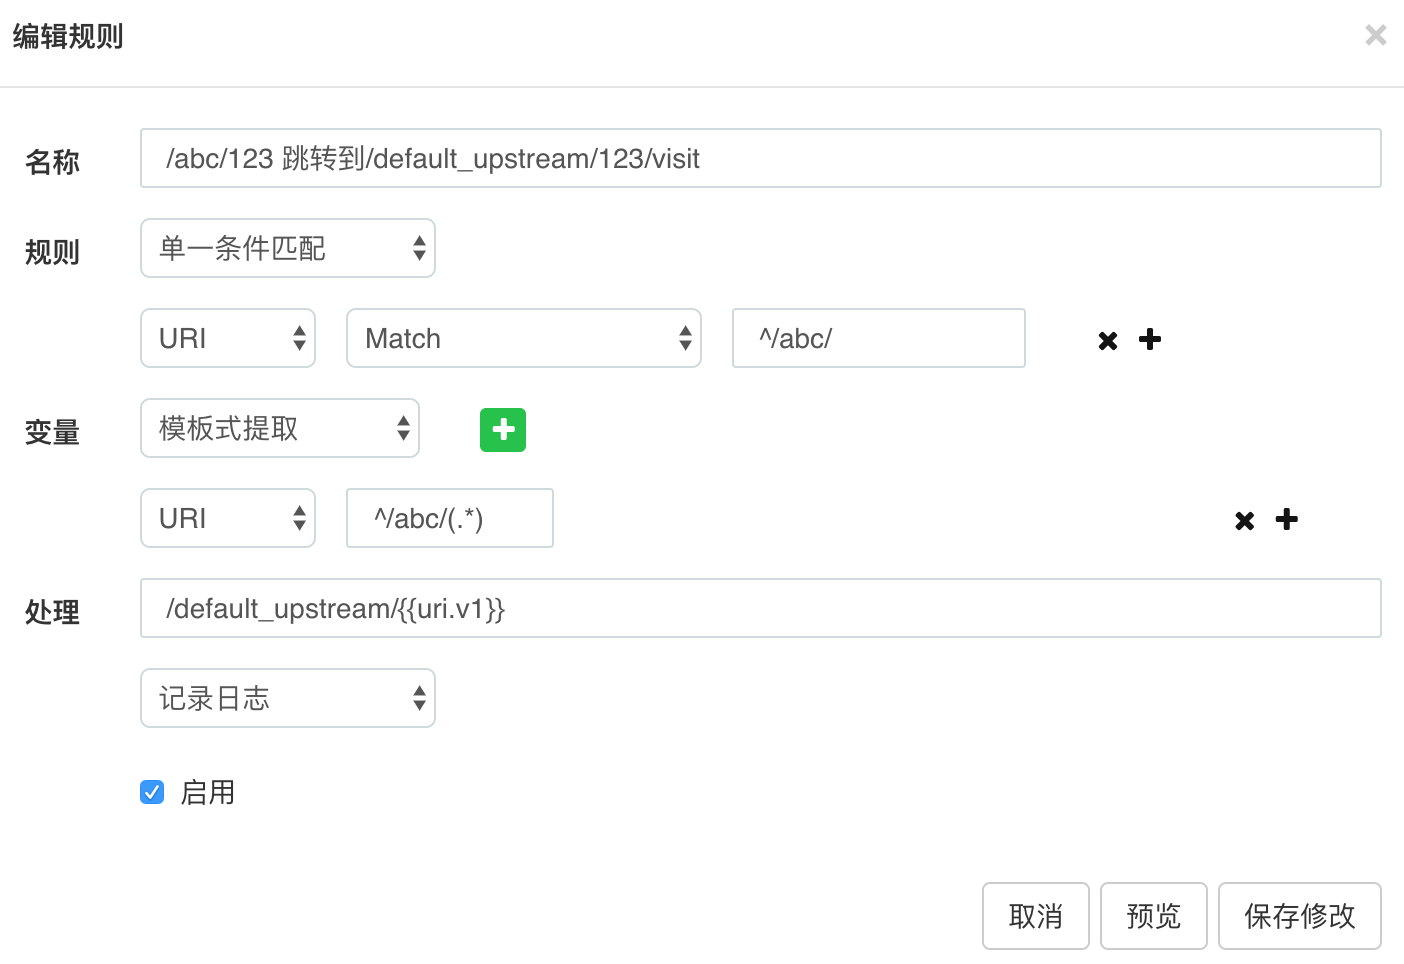 编辑规则
名称
/abc/123 跳转到/default_upstream/123/visit
规则
单一条件匹配
URI
Match
^/abc/
变量
模板式提取
URI
^/abc/(.*)
处理
/default_upstream/{{uri.v1}}
记录日志
启用
取消
预览
保存修改